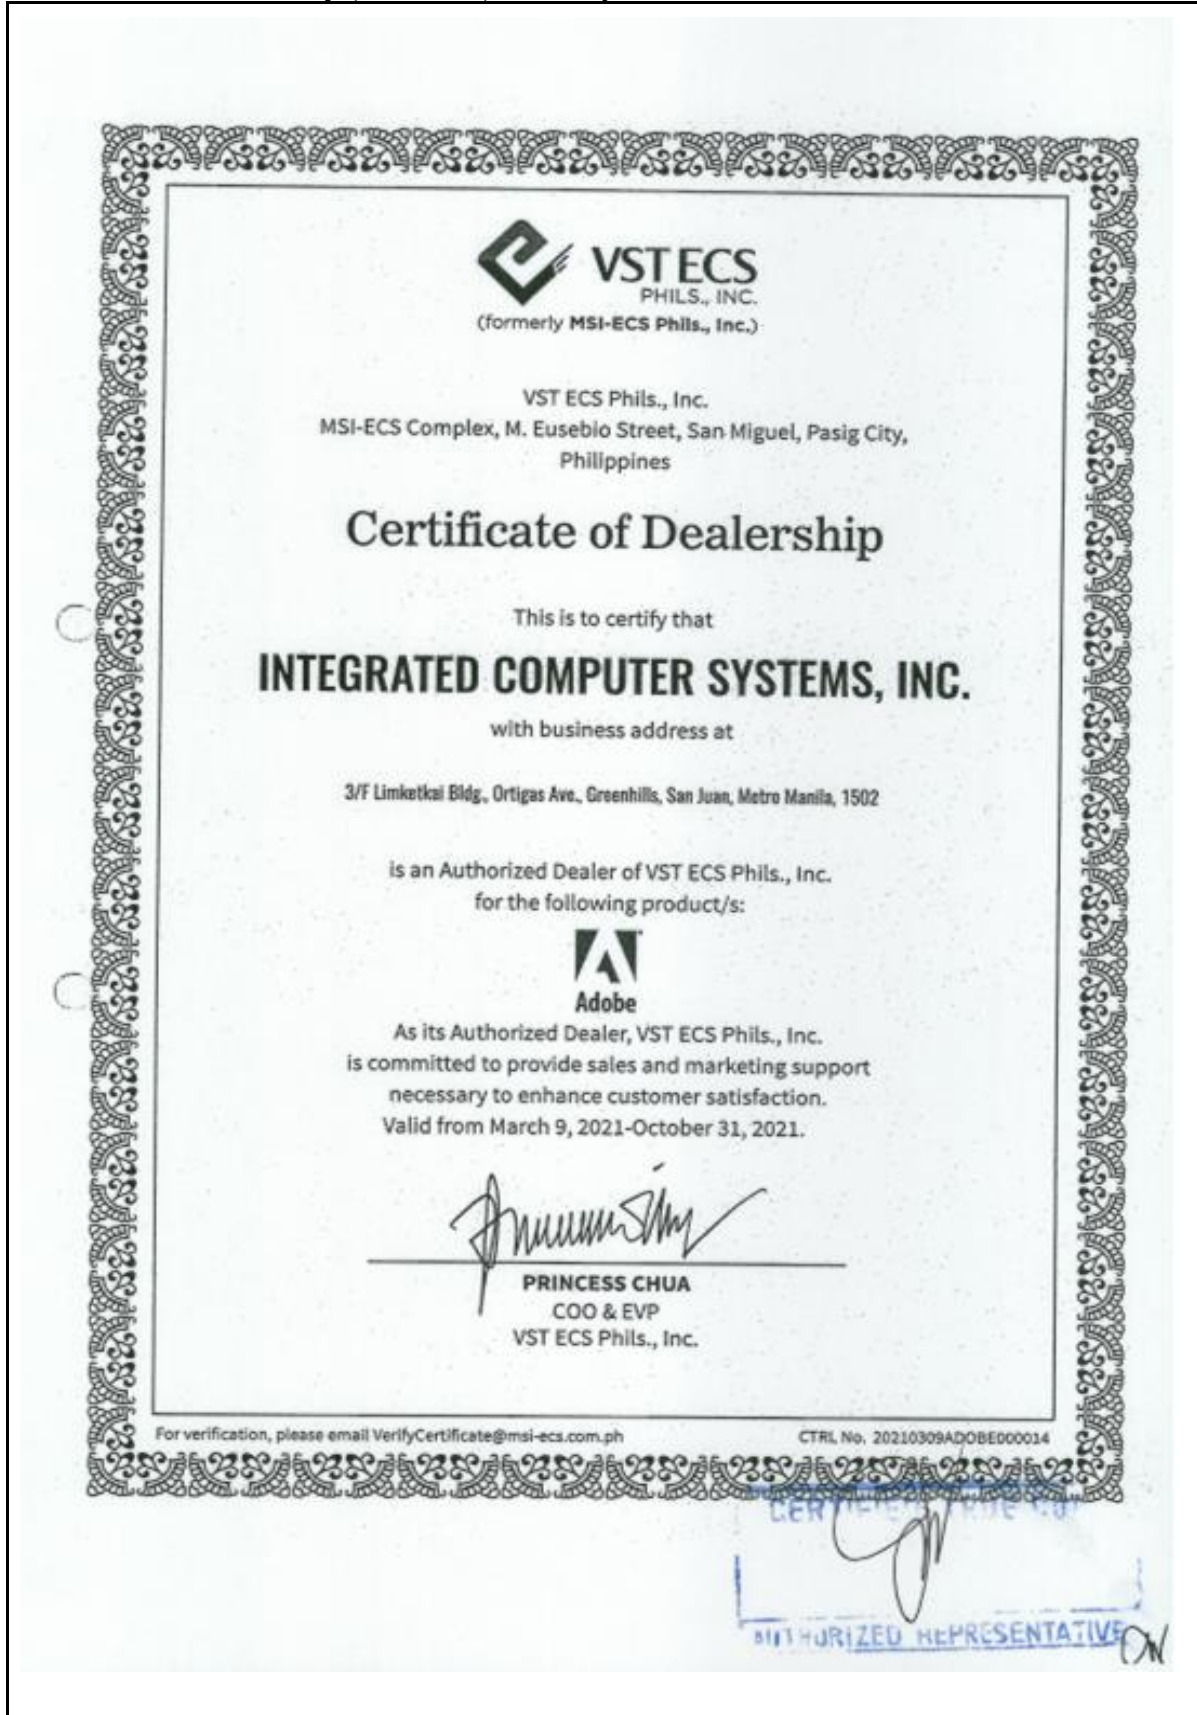 VST ECS
PHILS., INC.
(formerly MSI-ECS Phils., Inc.)
VST ECS Phils., Inc.
MSI-ECS Complex, M. Eusebio Street, San Miguel, Pasig City,
Philippines
Certificate of Dealership
This is to certify that
INTEGRATED COMPUTER SYSTEMS, INC.
with business address at
3/F Limketkai Bldg., Ortigas Ave., Greenhills, San Juan, Metro Manila, 1502
is an Authorized Dealer of VST ECS Phils., Inc.
for the following product/s:
Adobe
As its Authorized Dealer, VST ECS Phils., Inc.
is committed to provide sales and marketing support
necessary to enhance customer satisfaction.
Valid from March 9, 2021-October 31, 2021.
PRINCESS CHUA
COO & EVP
VST ECS Phils., Inc.
For verification, please email VerifyCertificate@msi-ecs.com.ph
CTRL No. 20210309ADOBE000014
CERTIFIED TRUE
AUTHORIZED REPRESENTATIVE